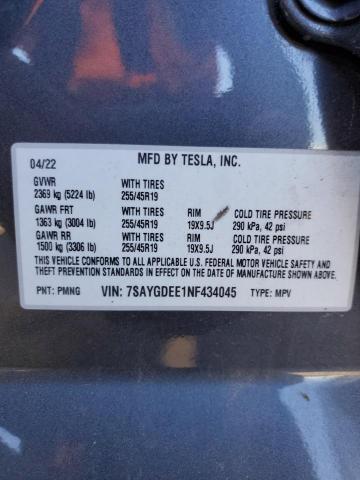 04/22 MFD BY TESLA, INC.
GVWR WITH TIRES
2369 kg (5224 lb) 255/45R19
GAWR FRT WITH TIRES RIM COLD TIRE PRESSURE
1363 kg (3004 lb) 255/45R19 19X9.5J 290 kPa, 42 psi
GAWR RR WITH TIRES RIM COLD TIRE PRESSURE
1500 kg (3306 lb) 255/45R19 19X9.5J 290 kPa, 42 psi
THIS VEHICLE CONFORMS TO ALL APPLICABLE U.S. FEDERAL MOTOR VEHICLE SAFETY AND
THEFT PREVENTION STANDARDS IN EFFECT ON THE DATE
OF MANUFACTURE SHOWN ABOVE.
PNT: PMNG VIN: 7SAYGDEE1NF434045 TYPE: MPV